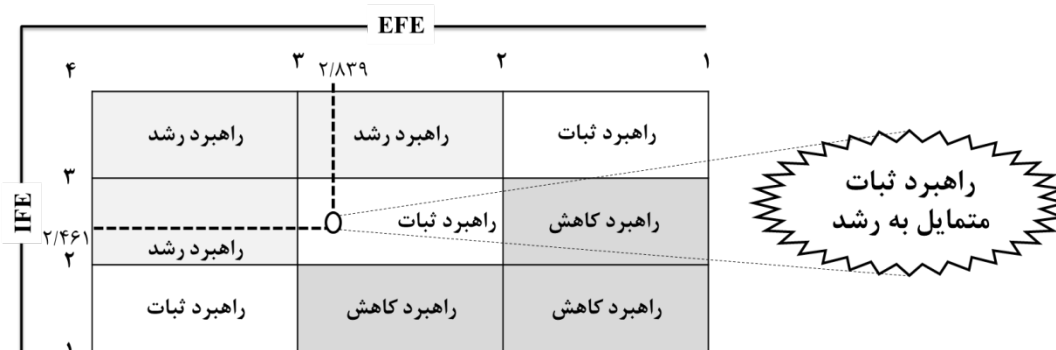 EFE
۴
۳
۲/۸۳۹
۲
۱
راهبرد رشد
راهبرد رشد
راهبرد ثبات
۳
IFE
۲/۴۶۱
راهبرد رشد
راهبرد ثبات
راهبرد کاهش
راهبرد ثبات
متمایل به رشد
۲
راهبرد ثبات
راهبرد کاهش
راهبرد کاهش
۱